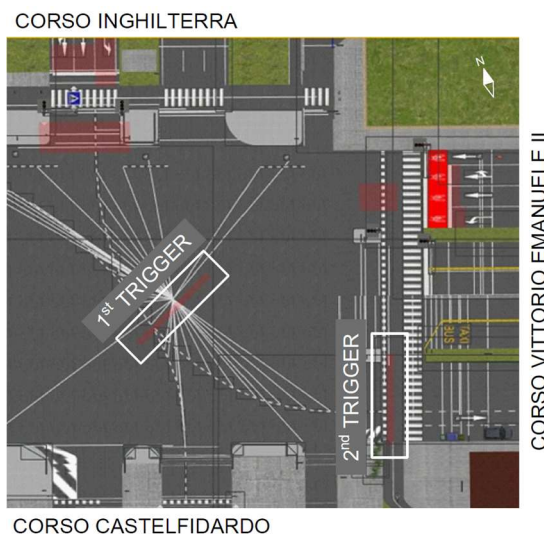 CORSO INGHILTERRA
N
CORSO VITTORIO EMANUELE II
1st TRIGGER
2nd TRIGGER
TAXI
BUS
CORSO CASTELFIDARDO